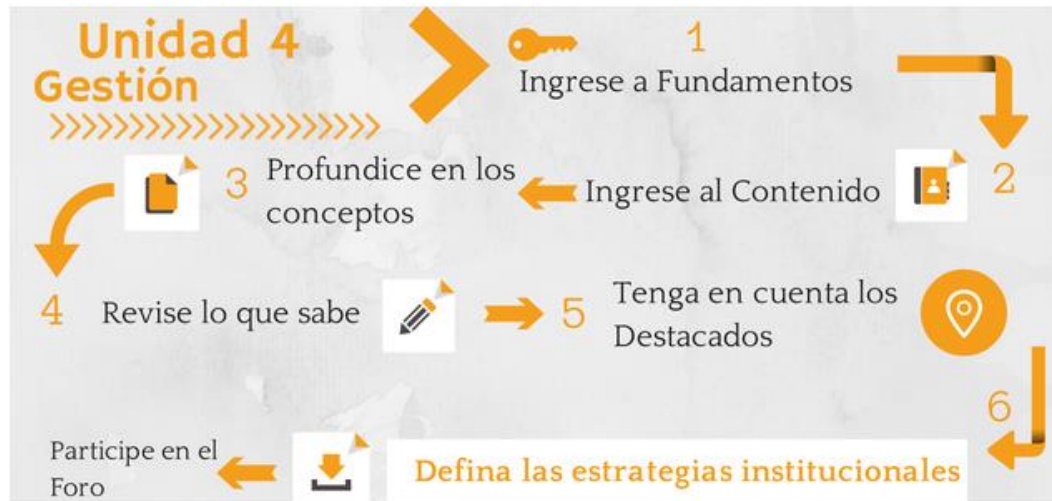 Unidad 4
Gestión
1
Ingrese a Fundamentos
2
Ingrese al Contenido
3
Profundice en los
conceptos
4
Revise lo que sabe
5
Tenga en cuenta los
Destacados
6
Defina las estrategias institucionales
Participe en el
Foro